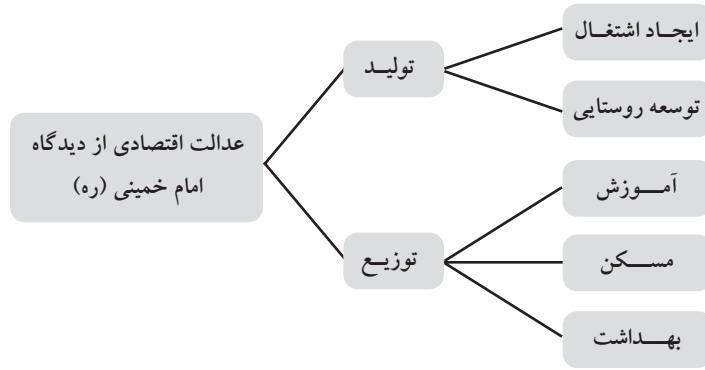 عدالت اقتصادی از دیدگاه
امام خمینی (ره)
تولید
ایجاد اشتغال
توسعه روستایی
توزیع
آموزش
مسکن
بهداشت